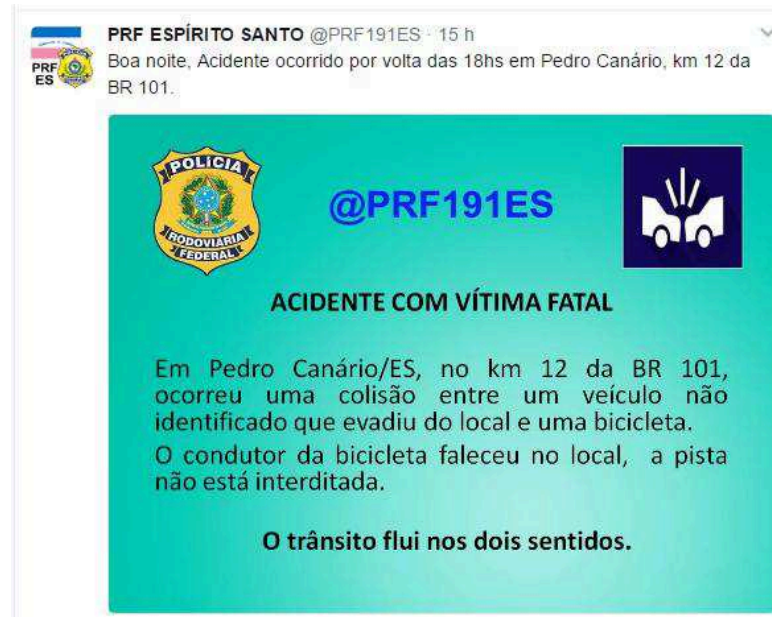 PRF ESPÍRITO SANTO @PRF191ES · 15 h
Boa noite, Acidente ocorrido por volta das 18hs em Pedro Canário, km 12 da
BR 101.
PRF
ES
POLÍCIA
RODOVIÁRIA
FEDERAL
@PRF191ES
ACIDENTE COM VÍTIMA FATAL
Em Pedro Canário/ES, no km 12 da BR 101,
ocorreu uma colisão entre um veículo não
identificado que evadiu do local e uma bicicleta.
O condutor da bicicleta faleceu no local, a pista
não está interditada.
O trânsito flui nos dois sentidos.